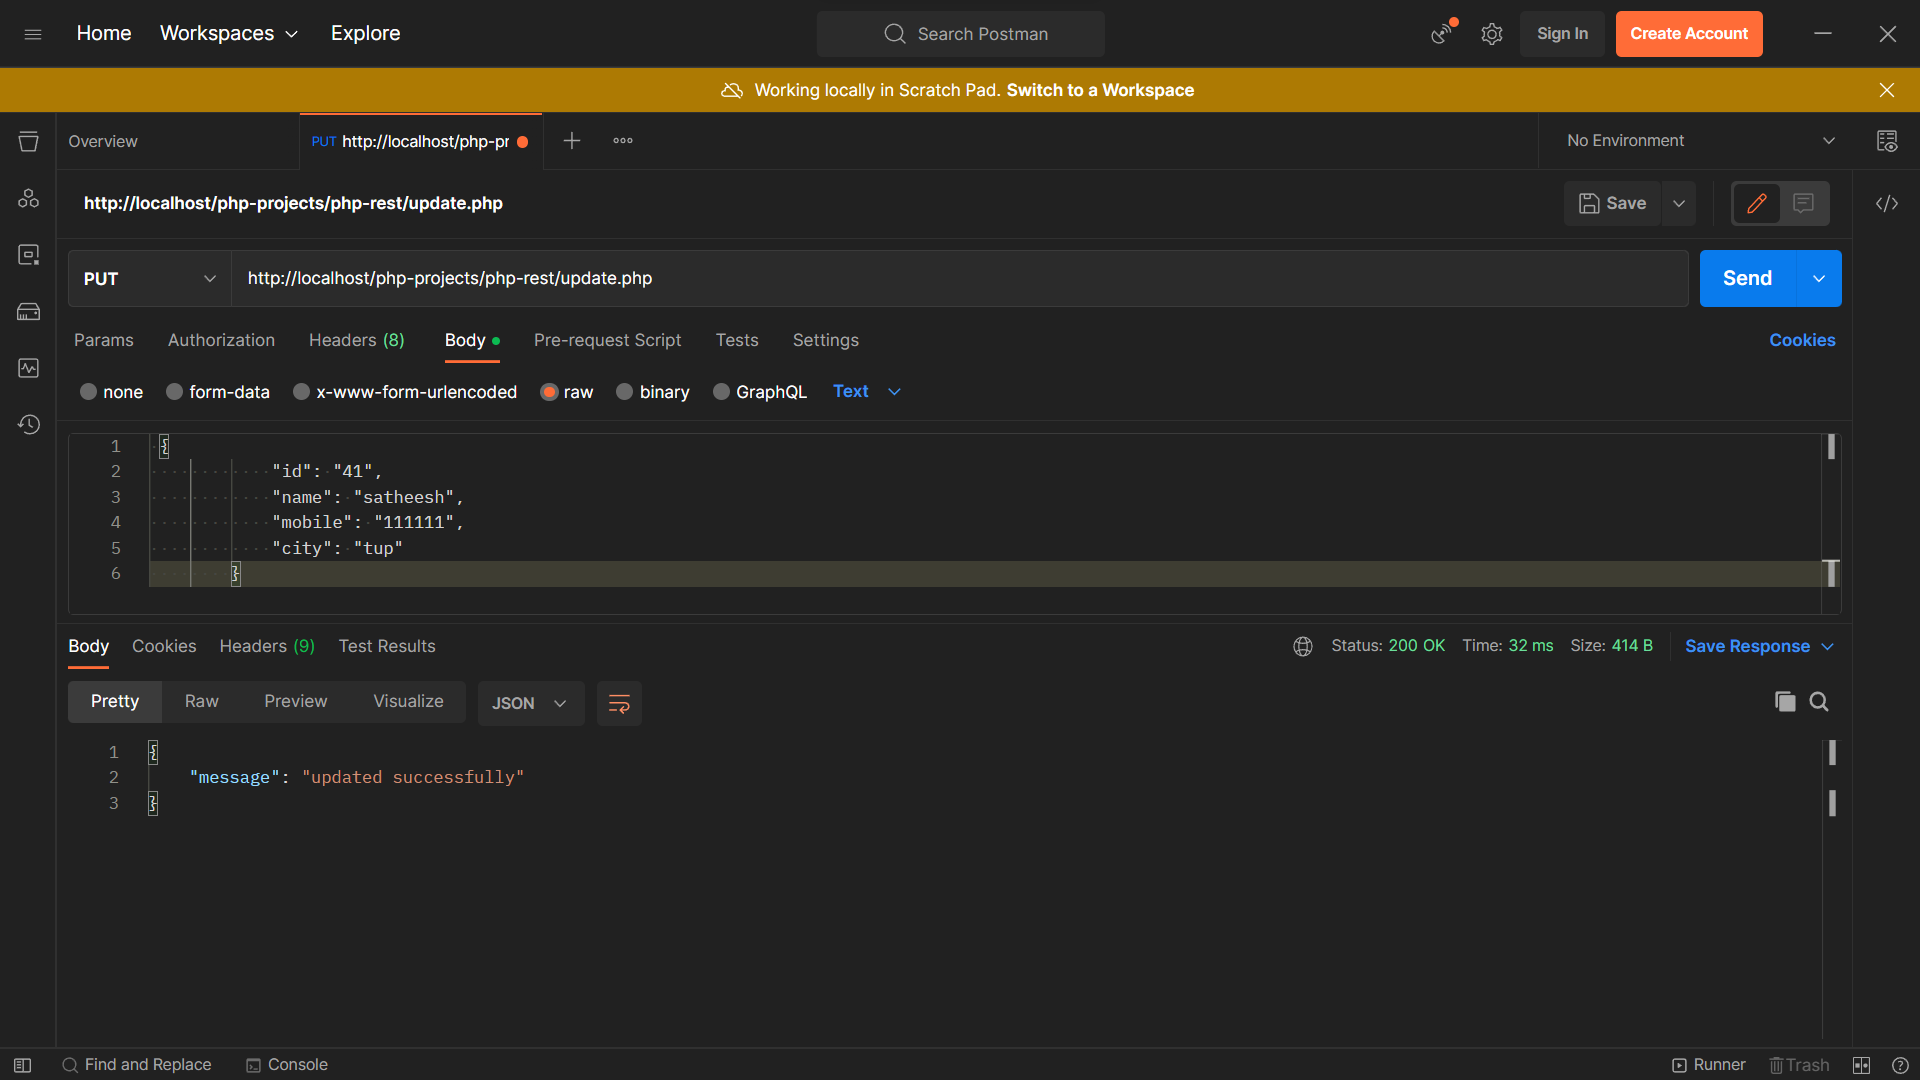 Home Workspaces Explore Search Postman Sign In Create Account
Working locally in Scratch Pad. Switch to a Workspace
Overview PUT http://localhost/php-pr No Environment
http://localhost/php-projects/php-rest/update.php Save
PUT http://localhost/php-projects/php-rest/update.php Send
Params Authorization Headers (8) Body Pre-request Script Tests Settings Cookies
none form-data x-www-form-urlencoded raw binary GraphQL Text
1 {
2 "id": "41",
3 "name": "satheesh",
4 "mobile": "111111",
5 "city": "tup"
6 }
Body Cookies Headers (9) Test Results Status: 200 OK Time: 32 ms Size: 414 B Save Response
Pretty Raw Preview Visualize JSON
1 {
2 "message": "updated successfully"
3 }
Find and Replace Console Runner Trash